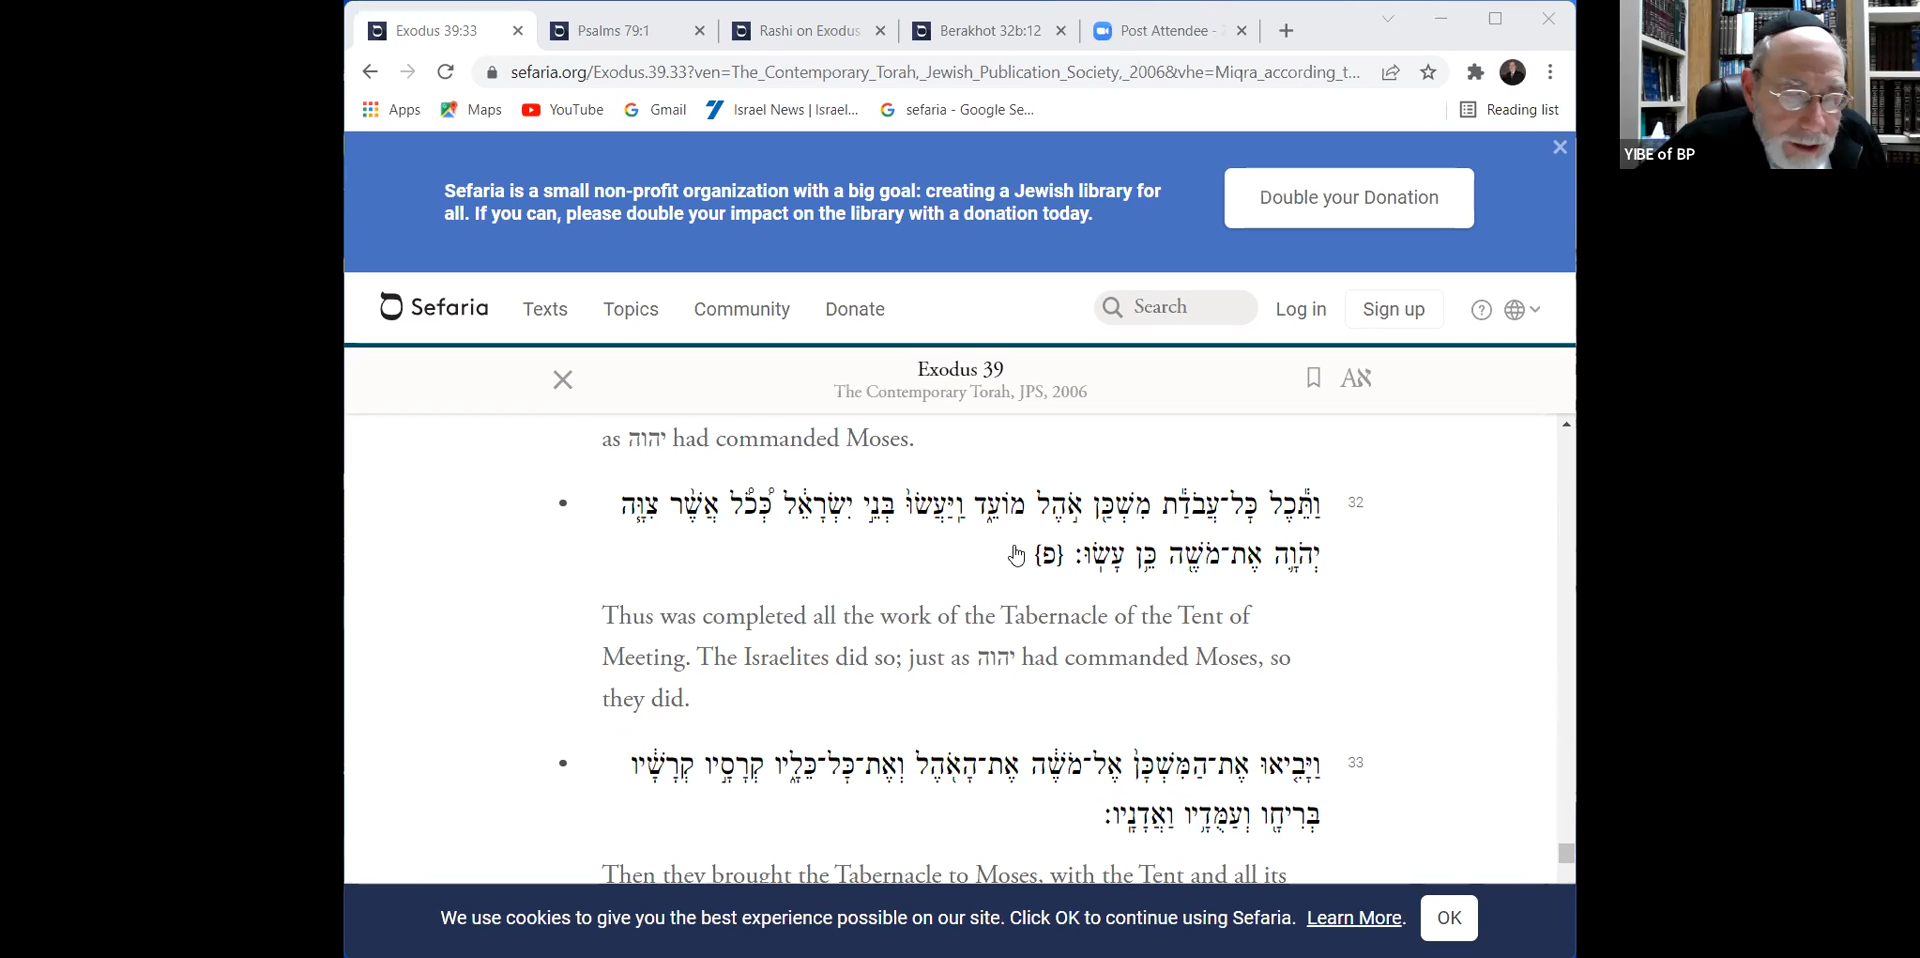 Exodus 39:33
Psalms 79:1
Rashi on Exodus
Berakhot 32b:12
Post Attendee -
sefaria.org/Exodus.39.33?ven=The_Contemporary_Torah,_Jewish_Publication_Society,_2006&vhe=Miqra_according_t...
Apps
Maps
YouTube
Gmail
Israel News | Israel...
sefaria - Google Se...
Reading list
YIBE of BP
Sefaria is a small non-profit organization with a big goal: creating a Jewish library for
all. If you can, please double your impact on the library with a donation today.
Double your Donation
Sefaria
Texts
Topics
Community
Donate
Search
Log in
Sign up
Exodus 39
The Contemporary Torah, JPS, 2006
Aא
as יהוה had commanded Moses.
32
וַתֵּ֕כֶל כׇּל־עֲבֹדַ֕ת מִשְׁכַּ֖ן אֹ֣הֶל מוֹעֵ֑ד וַֽיַּעֲשׂוּ֙ בְּנֵ֣י יִשְׂרָאֵ֔ל כְּ֠כֹ֠ל אֲשֶׁ֨ר צִוָּ֧ה
יְהֹוָ֛ה אֶת־מֹשֶׁ֖ה כֵּ֥ן עָשֽׂוּ׃ {פ}
Thus was completed all the work of the Tabernacle of the Tent of
Meeting. The Israelites did so; just as יהוה had commanded Moses, so
they did.
33
וַיָּבִ֤יאוּ אֶת־הַמִּשְׁכָּן֙ אֶל־מֹשֶׁ֔ה אֶת־הָאֹ֖הֶל וְאֶת־כׇּל־כֵּלָ֑יו קְרָסָ֣יו קְרָשָׁ֔יו
בְּרִיחָ֖ו וְעַמֻּדָ֥יו וַאֲדָנָֽיו׃
Then they brought the Tabernacle to Moses, with the Tent and all its
We use cookies to give you the best experience possible on our site. Click OK to continue using Sefaria. Learn More.
OK